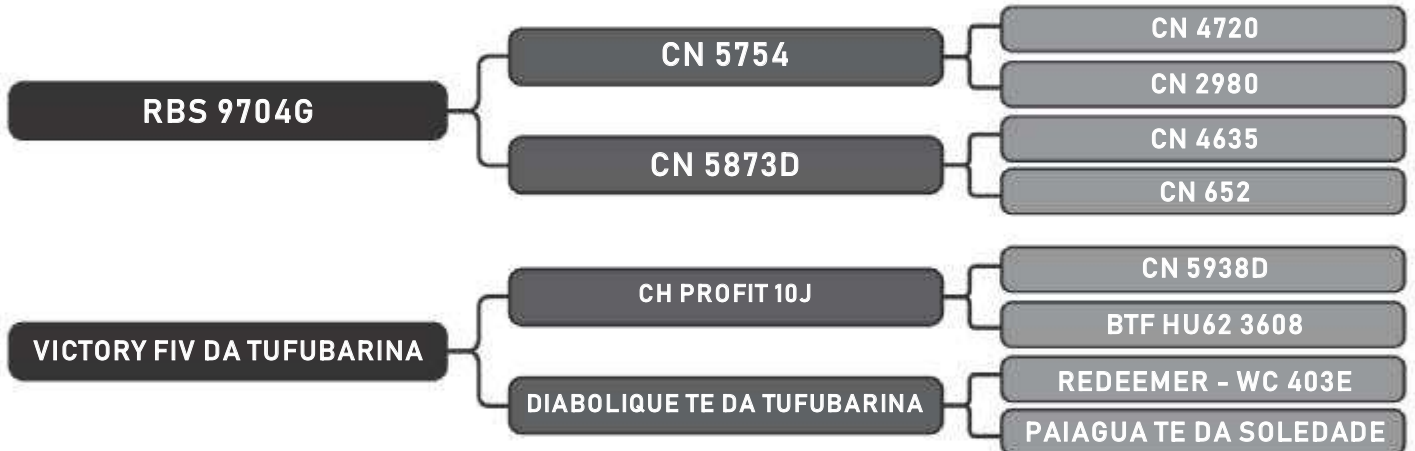 RBS 9704G
CN 5754
CN 5873D
CN 4720
CN 2980
CN 4635
CN 652
VICTORY FIV DA TUFUBARINA
CH PROFIT 10J
DIABOLIQUE TE DA TUFUBARINA
CN 5938D
BTF HU62 3608
REDEEMER - WC 403E
PAIAGUA TE DA SOLEDADE